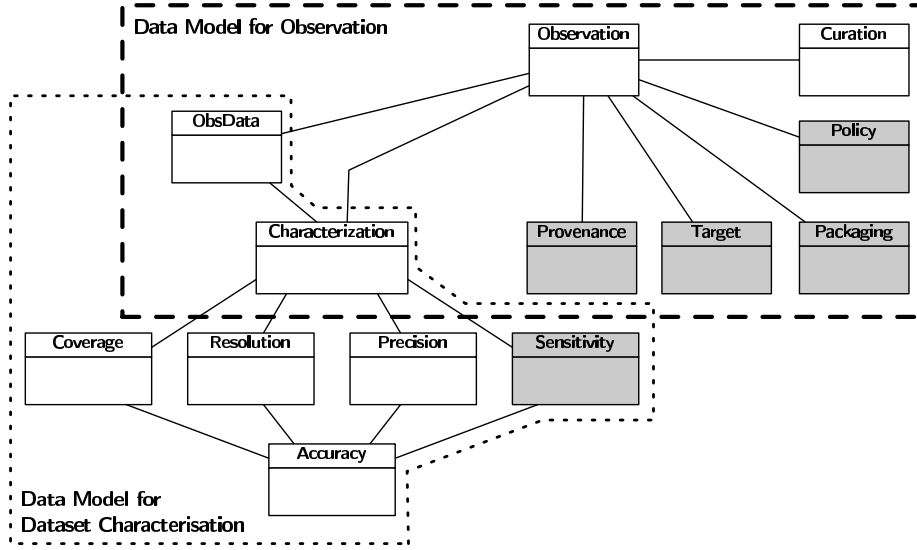 Data Model for Observation
Observation
Curation
ObsData
Policy
Characterization
Provenance
Target
Packaging
Coverage
Resolution
Precision
Sensitivity
Accuracy
Data Model for
Dataset Characterisation